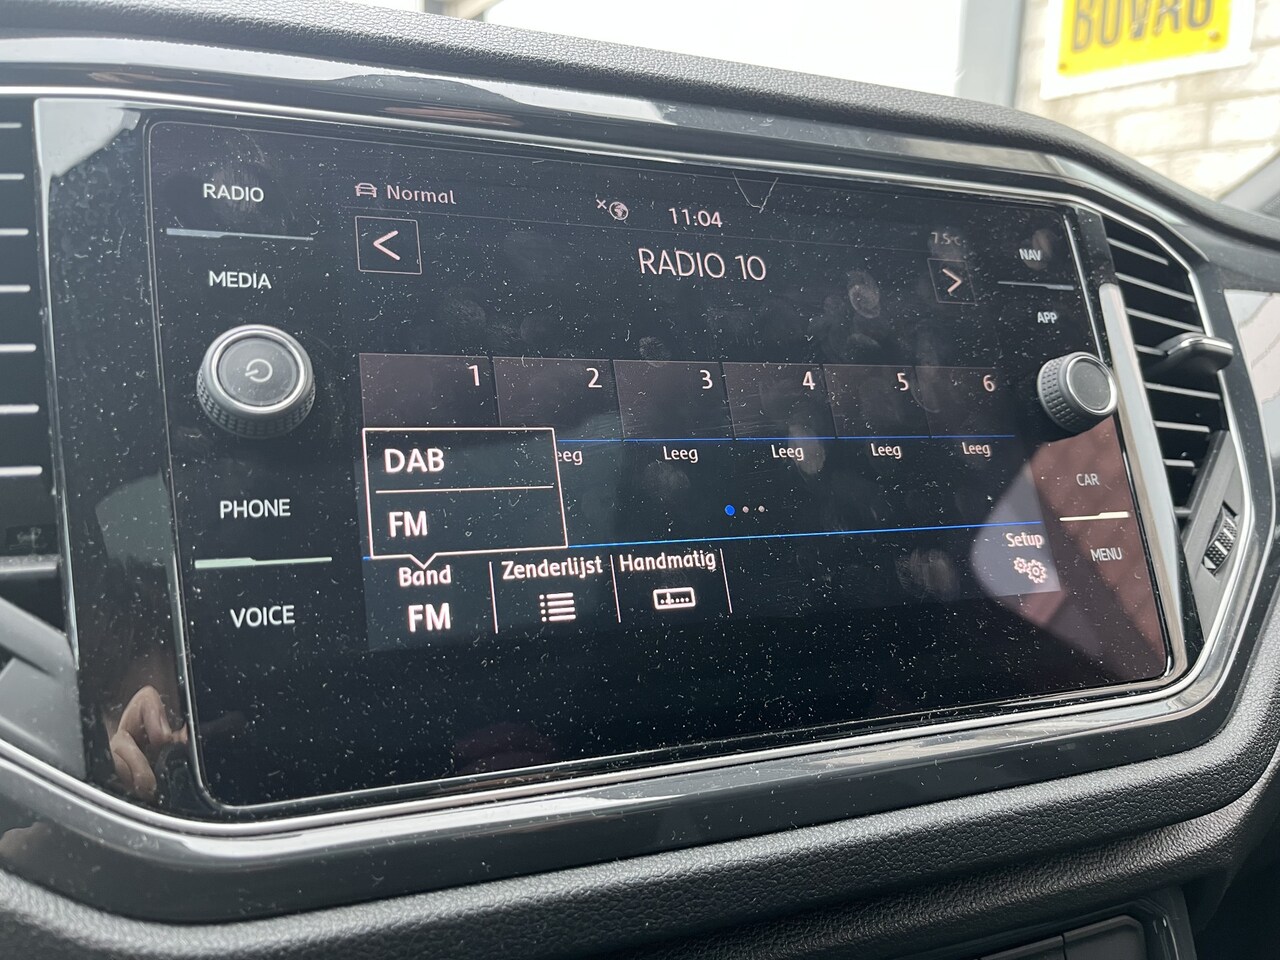 BOVAG
RADIO
Normal
11:04
7.5°C
NAV
MEDIA
RADIO 10
APP
1 2 3 4 5 6
DAB
eeg Leeg Leeg Leeg Leeg
CAR
FM
PHONE
Setup
Band Zenderlijst Handmatig
MENU
FM
VOICE